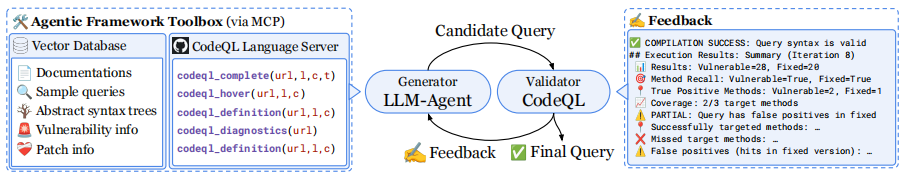 🛠️ Agentic Framework Toolbox (via MCP)
Vector Database
📄 Documentations
🔍 Sample queries
🌴 Abstract syntax trees
🚨 Vulnerability info
❤️‍🩹 Patch info
CodeQL Language Server
codeql_complete(url,l,c,t)
codeql_hover(url,l,c)
codeql_definition(url,l,c)
codeql_diagnostics(url)
codeql_definition(url,l,c)
Candidate Query
Generator
LLM-Agent
Validator
CodeQL
✍️ Feedback
✅ Final Query
✍️ Feedback
✅ COMPILATION SUCCESS: Query syntax is valid
## Execution Results: Summary (Iteration 8)
📊 Results: Vulnerable=28, Fixed=20
🎯 Method Recall: Vulnerable=True, Fixed=True
📍 True Positive Methods: Vulnerable=2, Fixed=1
📈 Coverage: 2/3 target methods
⚠️ PARTIAL: Query has false positives in fixed
📍 Successfully targeted methods: …
❌ Missed target methods: …
⚠️ False positives (hits in fixed version): …